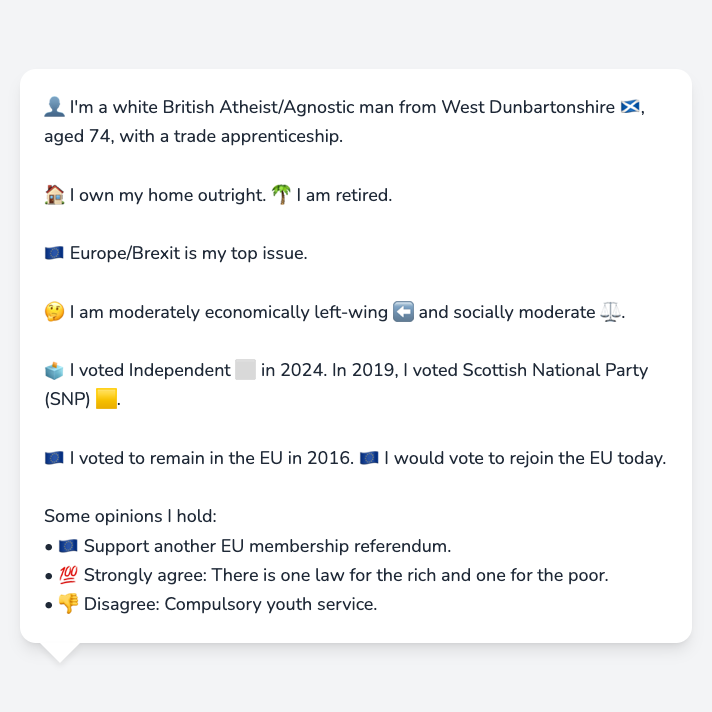 👤 I'm a white British Atheist/Agnostic man from West Dunbartonshire 🏴󠁧󠁢󠁳󠁣󠁴󠁿,
aged 74, with a trade apprenticeship.
🏠 I own my home outright. 🌴 I am retired.
🇪🇺 Europe/Brexit is my top issue.
🤔 I am moderately economically left-wing ⬅️ and socially moderate ⚖️.
🗳️ I voted Independent ⬜ in 2024. In 2019, I voted Scottish National Party
(SNP) 🟨.
🇪🇺 I voted to remain in the EU in 2016. 🇪🇺 I would vote to rejoin the EU today.
Some opinions I hold:
• 🇪🇺 Support another EU membership referendum.
• 💯 Strongly agree: There is one law for the rich and one for the poor.
• 👎 Disagree: Compulsory youth service.